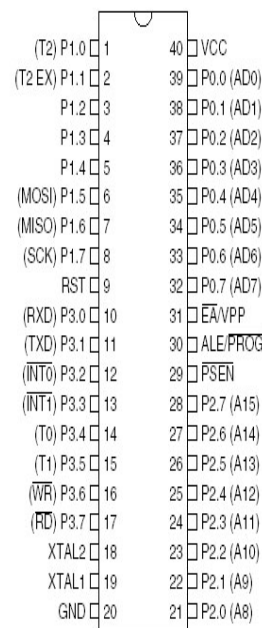 (T2) P1.0 1 40 VCC
(T2 EX) P1.1 2 39 P0.0 (AD0)
P1.2 3 38 P0.1 (AD1)
P1.3 4 37 P0.2 (AD2)
P1.4 5 36 P0.3 (AD3)
(MOSI) P1.5 6 35 P0.4 (AD4)
(MISO) P1.6 7 34 P0.5 (AD5)
(SCK) P1.7 8 33 P0.6 (AD6)
RST 9 32 P0.7 (AD7)
(RXD) P3.0 10 31 E̅A̅/VPP
(TXD) P3.1 11 30 ALE/P̅R̅O̅G̅
(I̅N̅T̅0̅) P3.2 12 29 P̅S̅E̅N̅
(I̅N̅T̅1̅) P3.3 13 28 P2.7 (A15)
(T0) P3.4 14 27 P2.6 (A14)
(T1) P3.5 15 26 P2.5 (A13)
(W̅R̅) P3.6 16 25 P2.4 (A12)
(R̅D̅) P3.7 17 24 P2.3 (A11)
XTAL2 18 23 P2.2 (A10)
XTAL1 19 22 P2.1 (A9)
GND 20 21 P2.0 (A8)